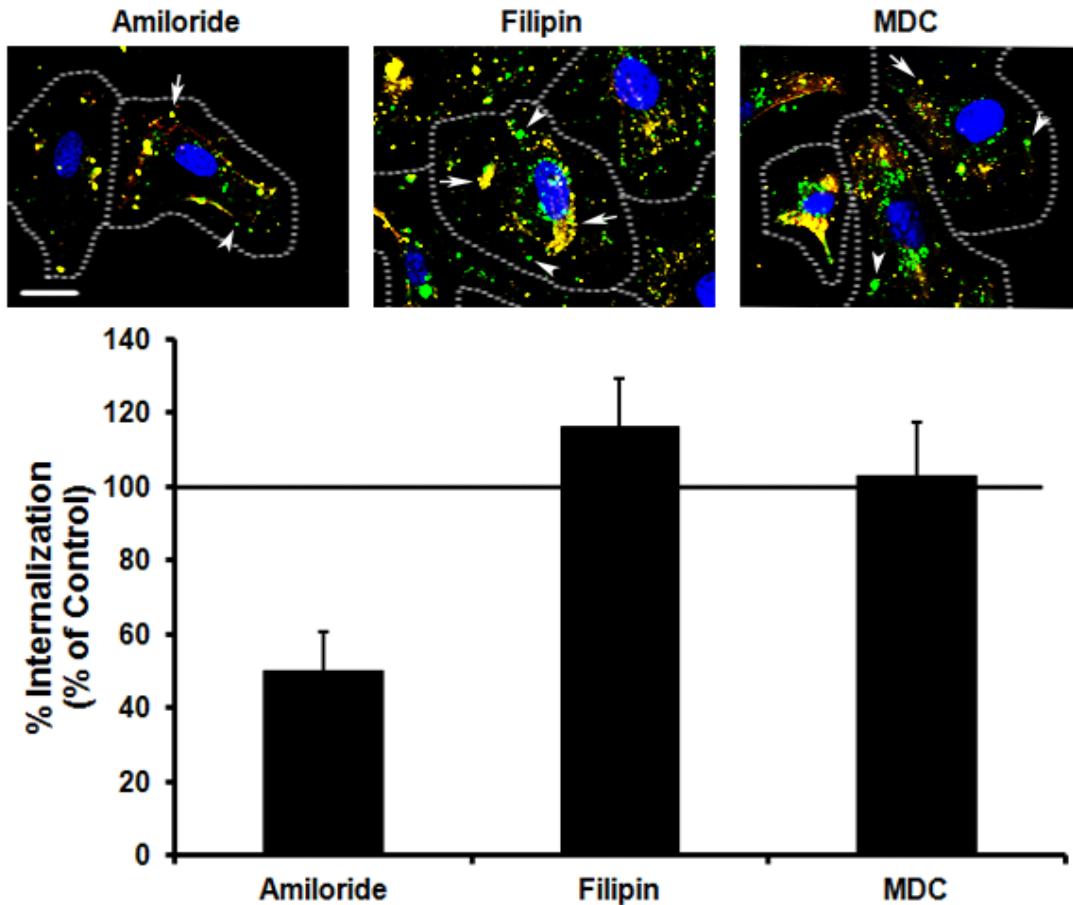 Amiloride Filipin MDC
140
120
100
80
60
40
20
0
% Internalization
(% of Control)
Amiloride Filipin MDC